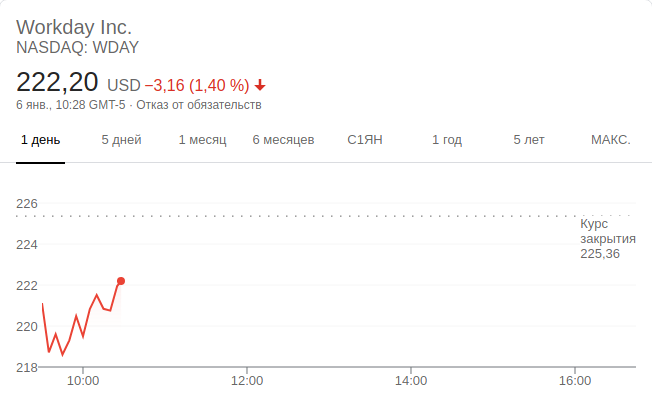 Workday Inc.
NASDAQ: WDAY
222,20 USD −3,16 (1,40 %)
6 янв., 10:28 GMT-5 · Отказ от обязательств
1 день 5 дней 1 месяц 6 месяцев С1ЯН 1 год 5 лет МАКС.
226
Курс
закрытия
225,36
224
222
220
218
10:00 12:00 14:00 16:00